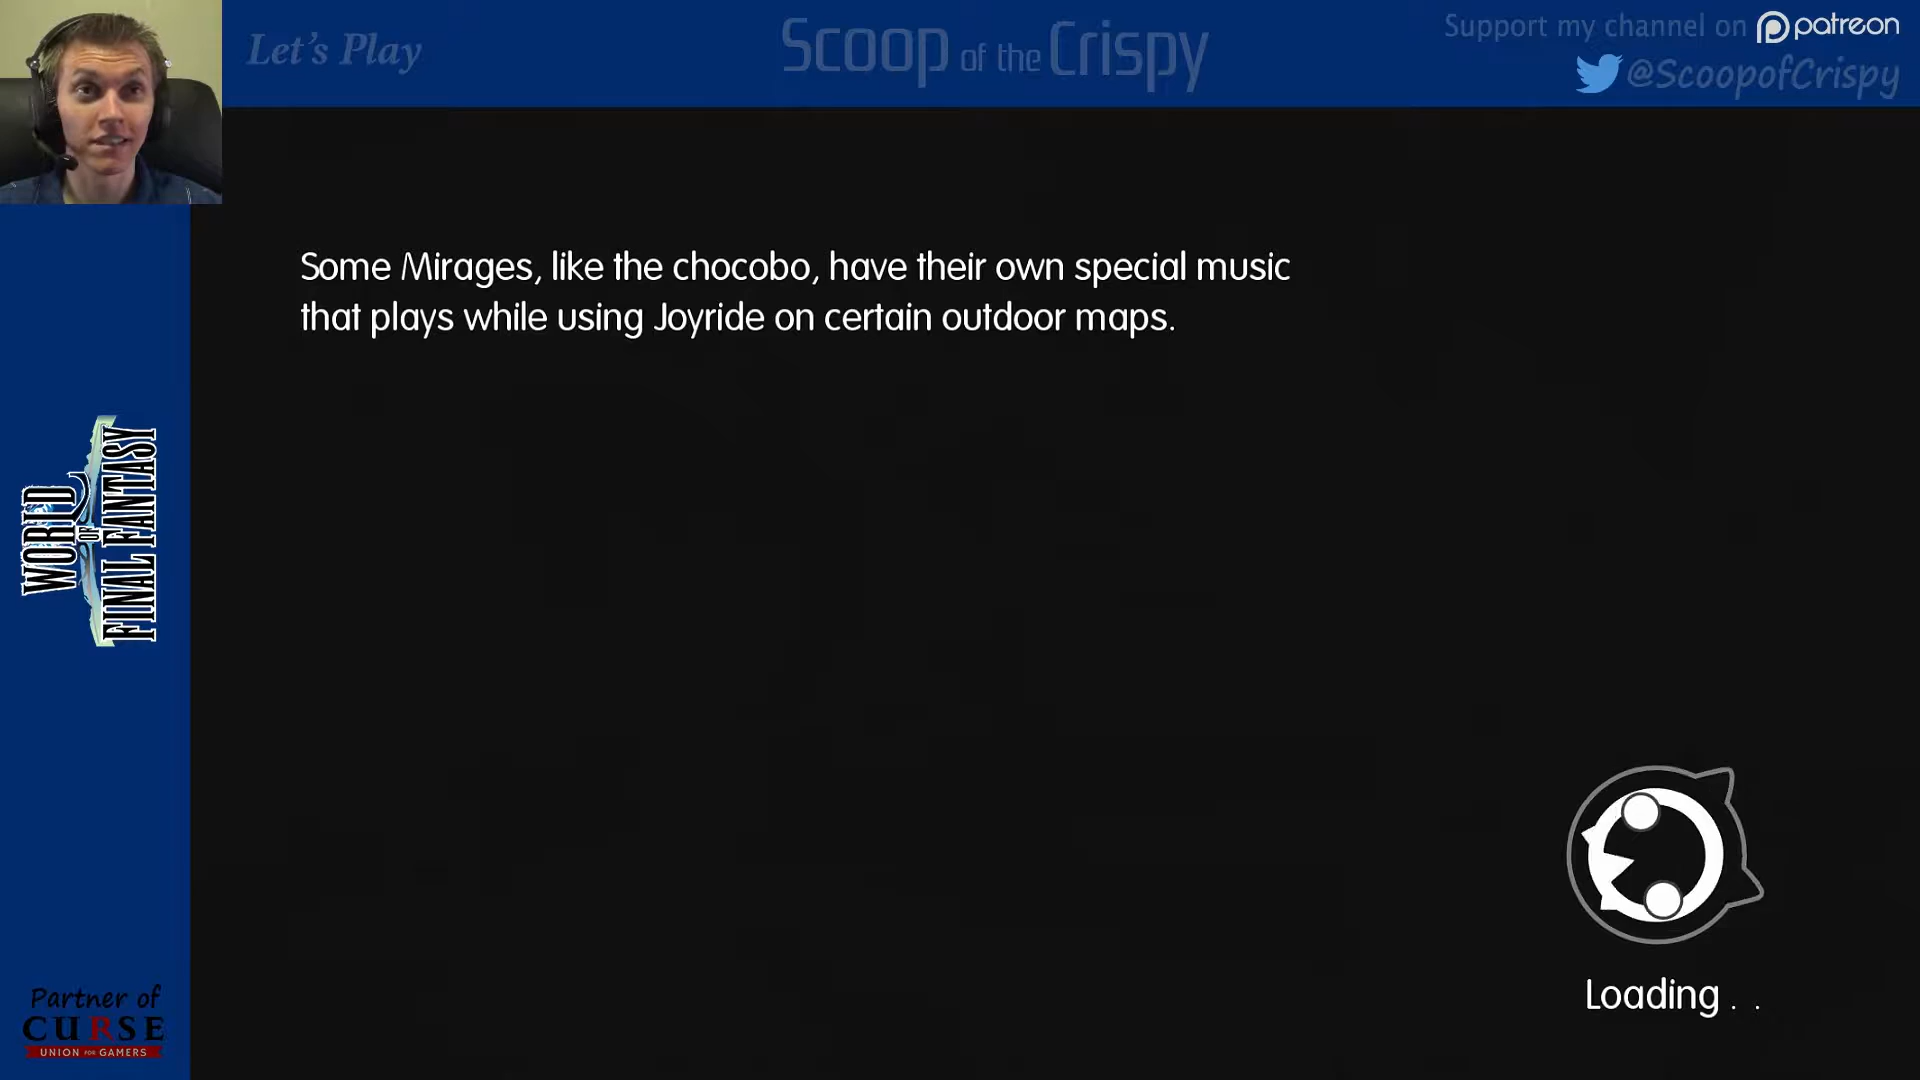 Let's Play
Scoop of the Crispy
Support my channel on patreon
@ScoopofCrispy
Some Mirages, like the chocobo, have their own special music
that plays while using Joyride on certain outdoor maps.
WORLD
OF
FINAL FANTASY
Partner of
CURSE
UNION FOR GAMERS
Loading . .